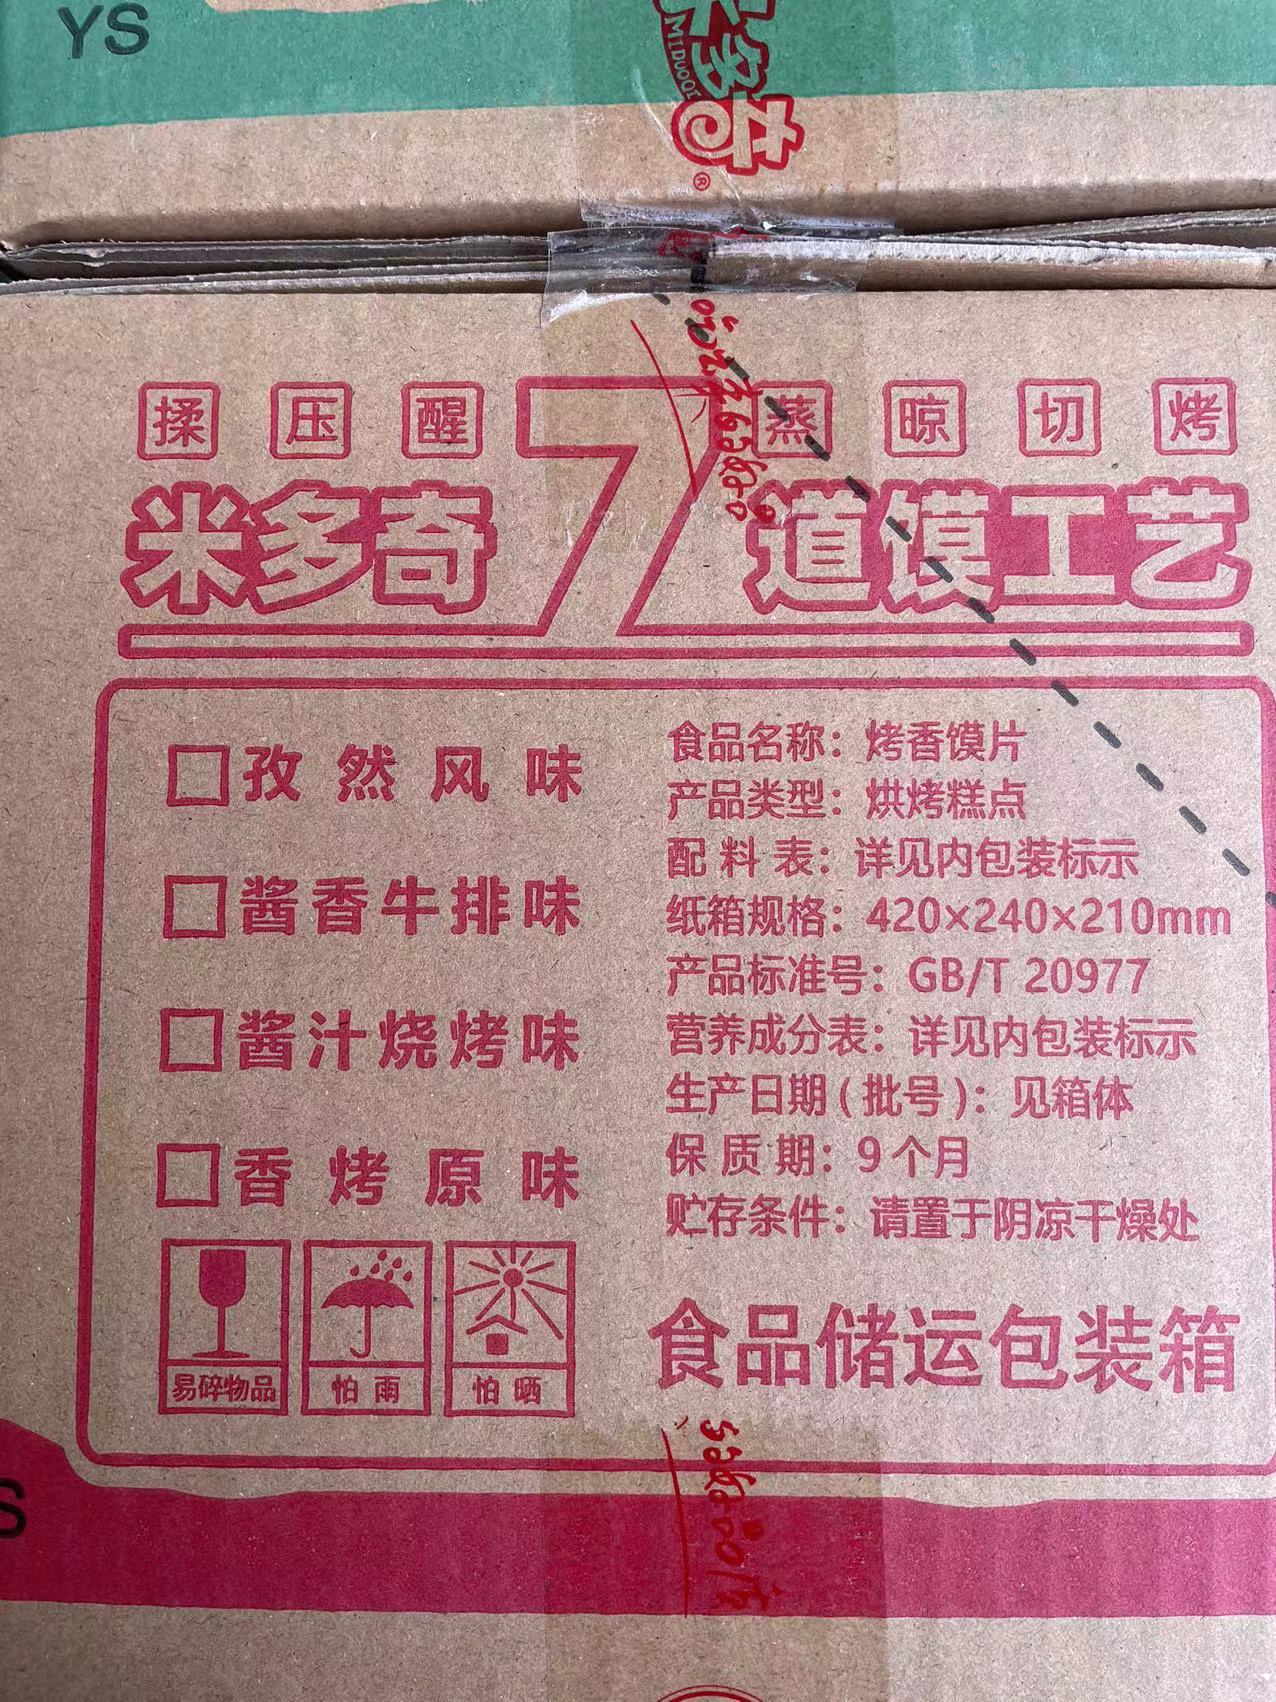 YS
米多奇
MIDUOQI
®
揉 压 醒 蒸 晾 切 烤
米多奇7道馍工艺
孜然风味
酱香牛排味
酱汁烧烤味
香烤原味
易碎物品 怕雨 怕晒
食品名称：烤香馍片
产品类型：烘烤糕点
配料表：详见内包装标示
纸箱规格：420×240×210mm
产品标准号：GB/T 20977
营养成分表：详见内包装标示
生产日期(批号)：见箱体
保质期：9个月
贮存条件：请置于阴凉干燥处
食品储运包装箱
S